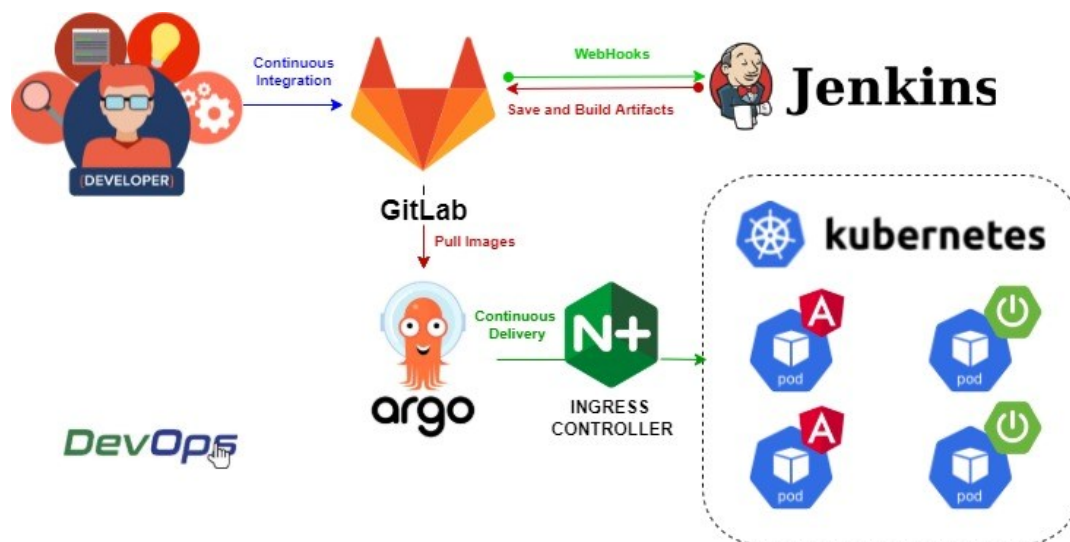 Continuous
Integration
WebHooks
Save and Build Artifacts
Jenkins
{DEVELOPER}
GitLab
Pull Images
kubernetes
Continuous
Delivery
N+
argo
INGRESS
CONTROLLER
A
pod
pod
A
pod
pod
DevOps